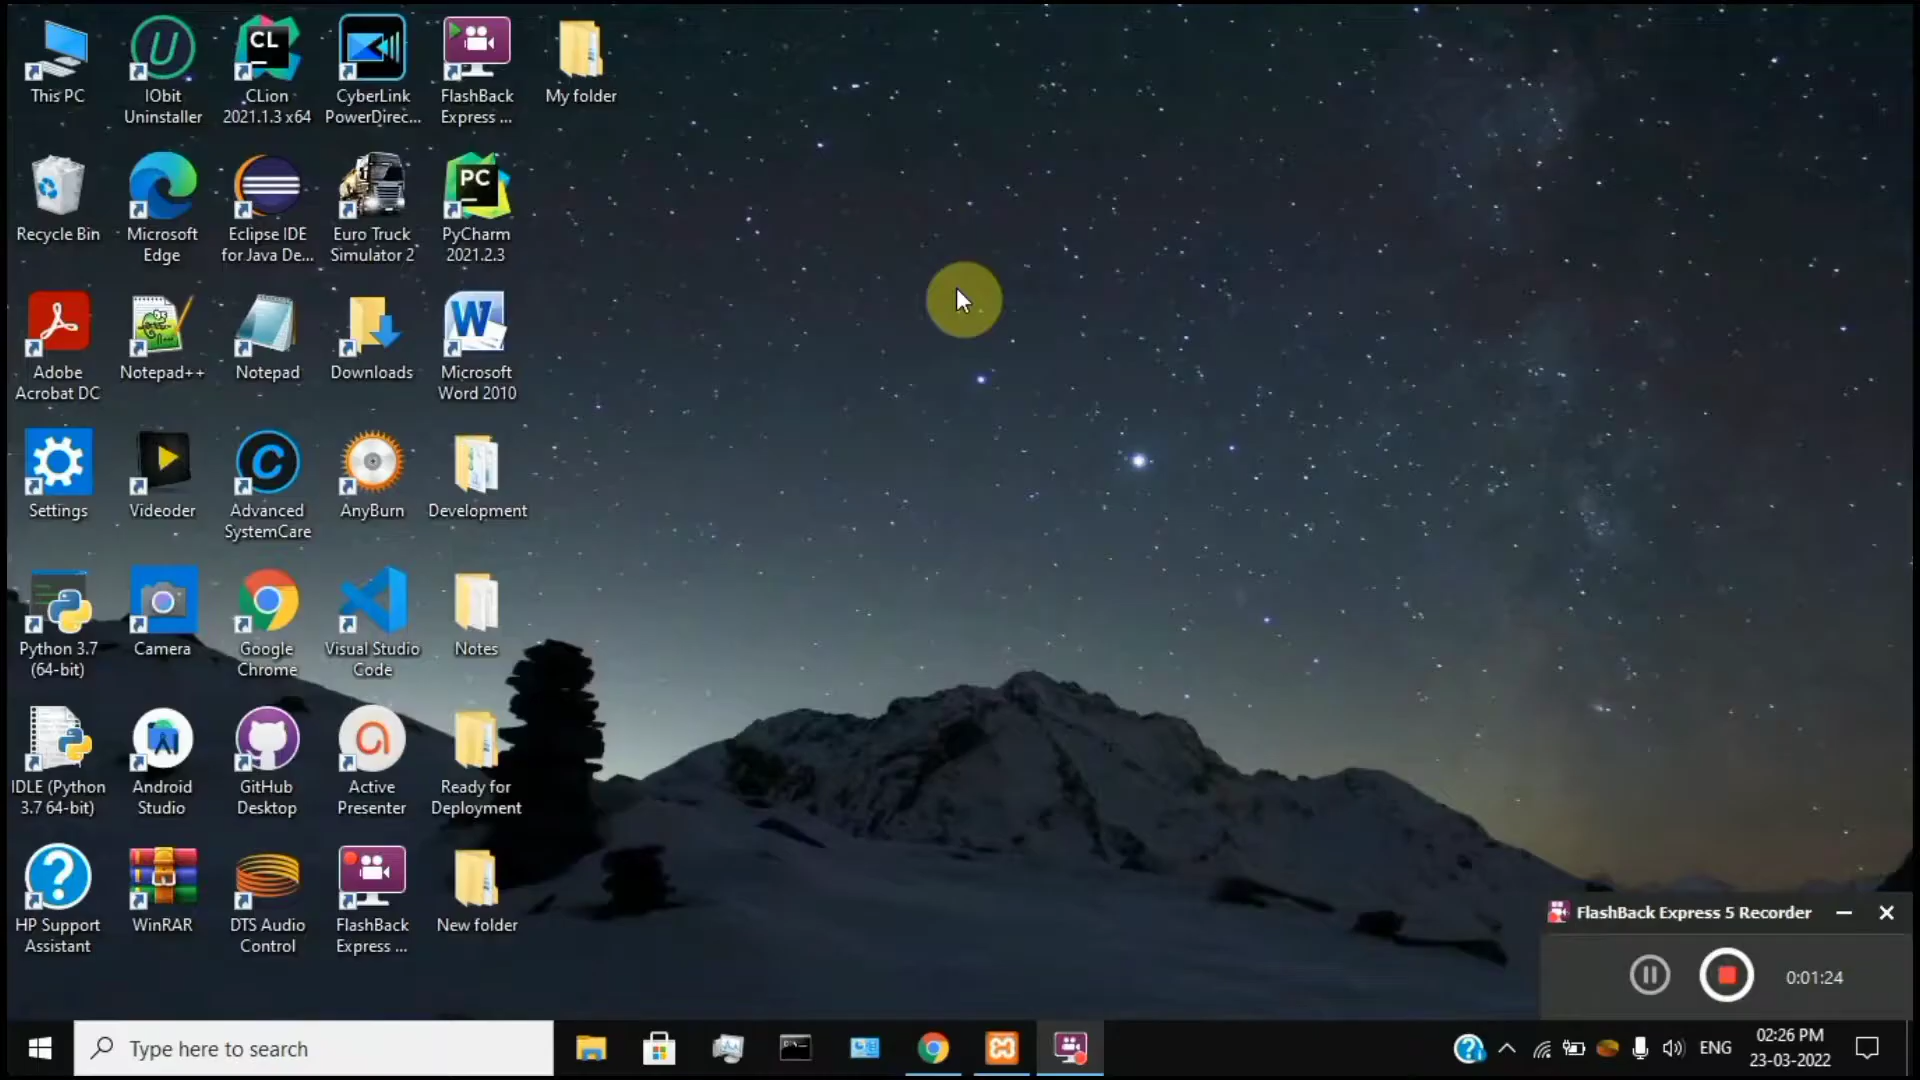 This PC
IObit
Uninstaller
CL
CLion
2021.1.3 x64
CyberLink
PowerDirec...
FlashBack
Express ...
My folder
Recycle Bin
Microsoft
Edge
Eclipse IDE
for Java De...
Euro Truck
Simulator 2
PC
PyCharm
2021.2.3
Adobe
Acrobat DC
Notepad++
Notepad
Downloads
W
Microsoft
Word 2010
Settings
Videoder
Advanced
SystemCare
AnyBurn
Development
Python 3.7
(64-bit)
Camera
Google
Chrome
Visual Studio
Code
Notes
IDLE (Python
3.7 64-bit)
Android
Studio
GitHub
Desktop
Active
Presenter
Ready for
Deployment
HP Support
Assistant
WinRAR
DTS Audio
Control
FlashBack
Express ...
New folder
FlashBack Express 5 Recorder
0:01:24
Type here to search
ENG
02:26 PM
23-03-2022